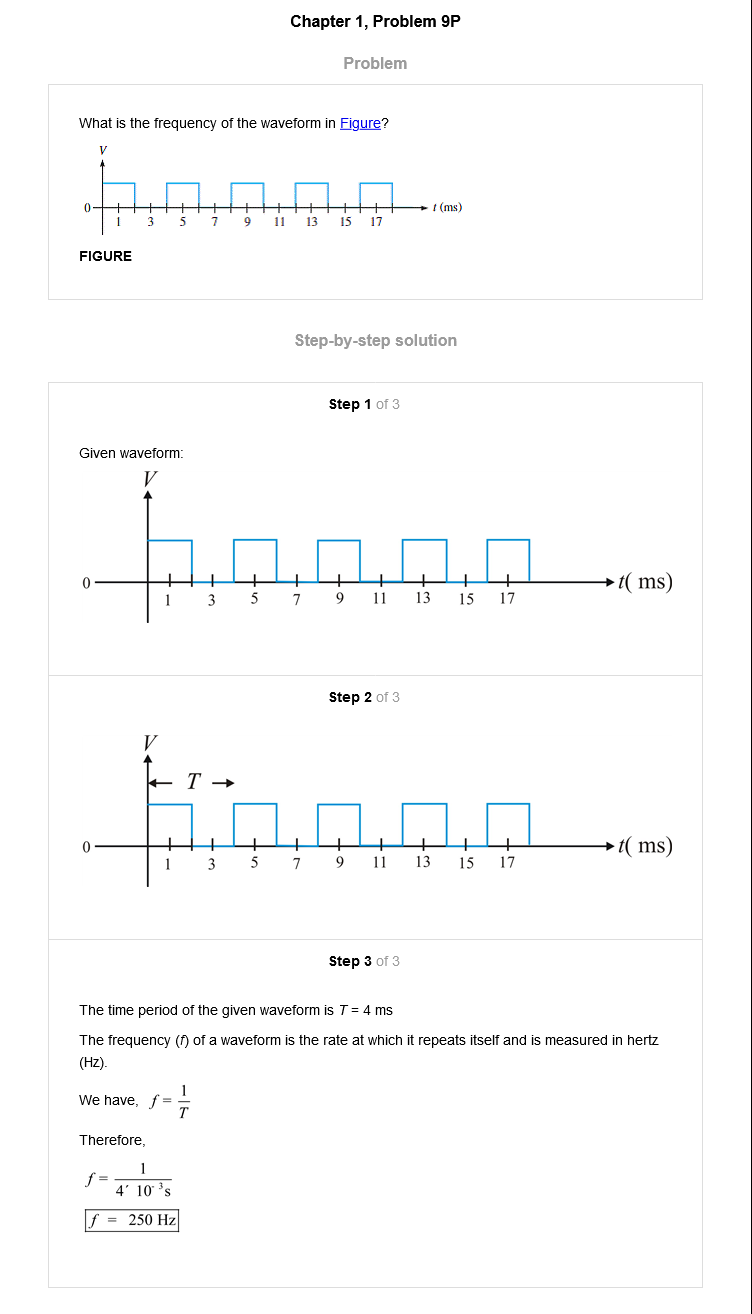 Chapter 1, Problem 9P
Problem
What is the frequency of the waveform in Figure?
V
0
t (ms)
1 3 5 7 9 11 13 15 17
FIGURE
Step-by-step solution
Step 1 of 3
Given waveform:
V
0
t( ms)
1 3 5 7 9 11 13 15 17
Step 2 of 3
V
T
0
t( ms)
1 3 5 7 9 11 13 15 17
Step 3 of 3
The time period of the given waveform is T = 4 ms
The frequency (f) of a waveform is the rate at which it repeats itself and is measured in hertz
(Hz).
We have, f = 1/T
Therefore,
f = 1/4´ 10⁻³s
f = 250 Hz